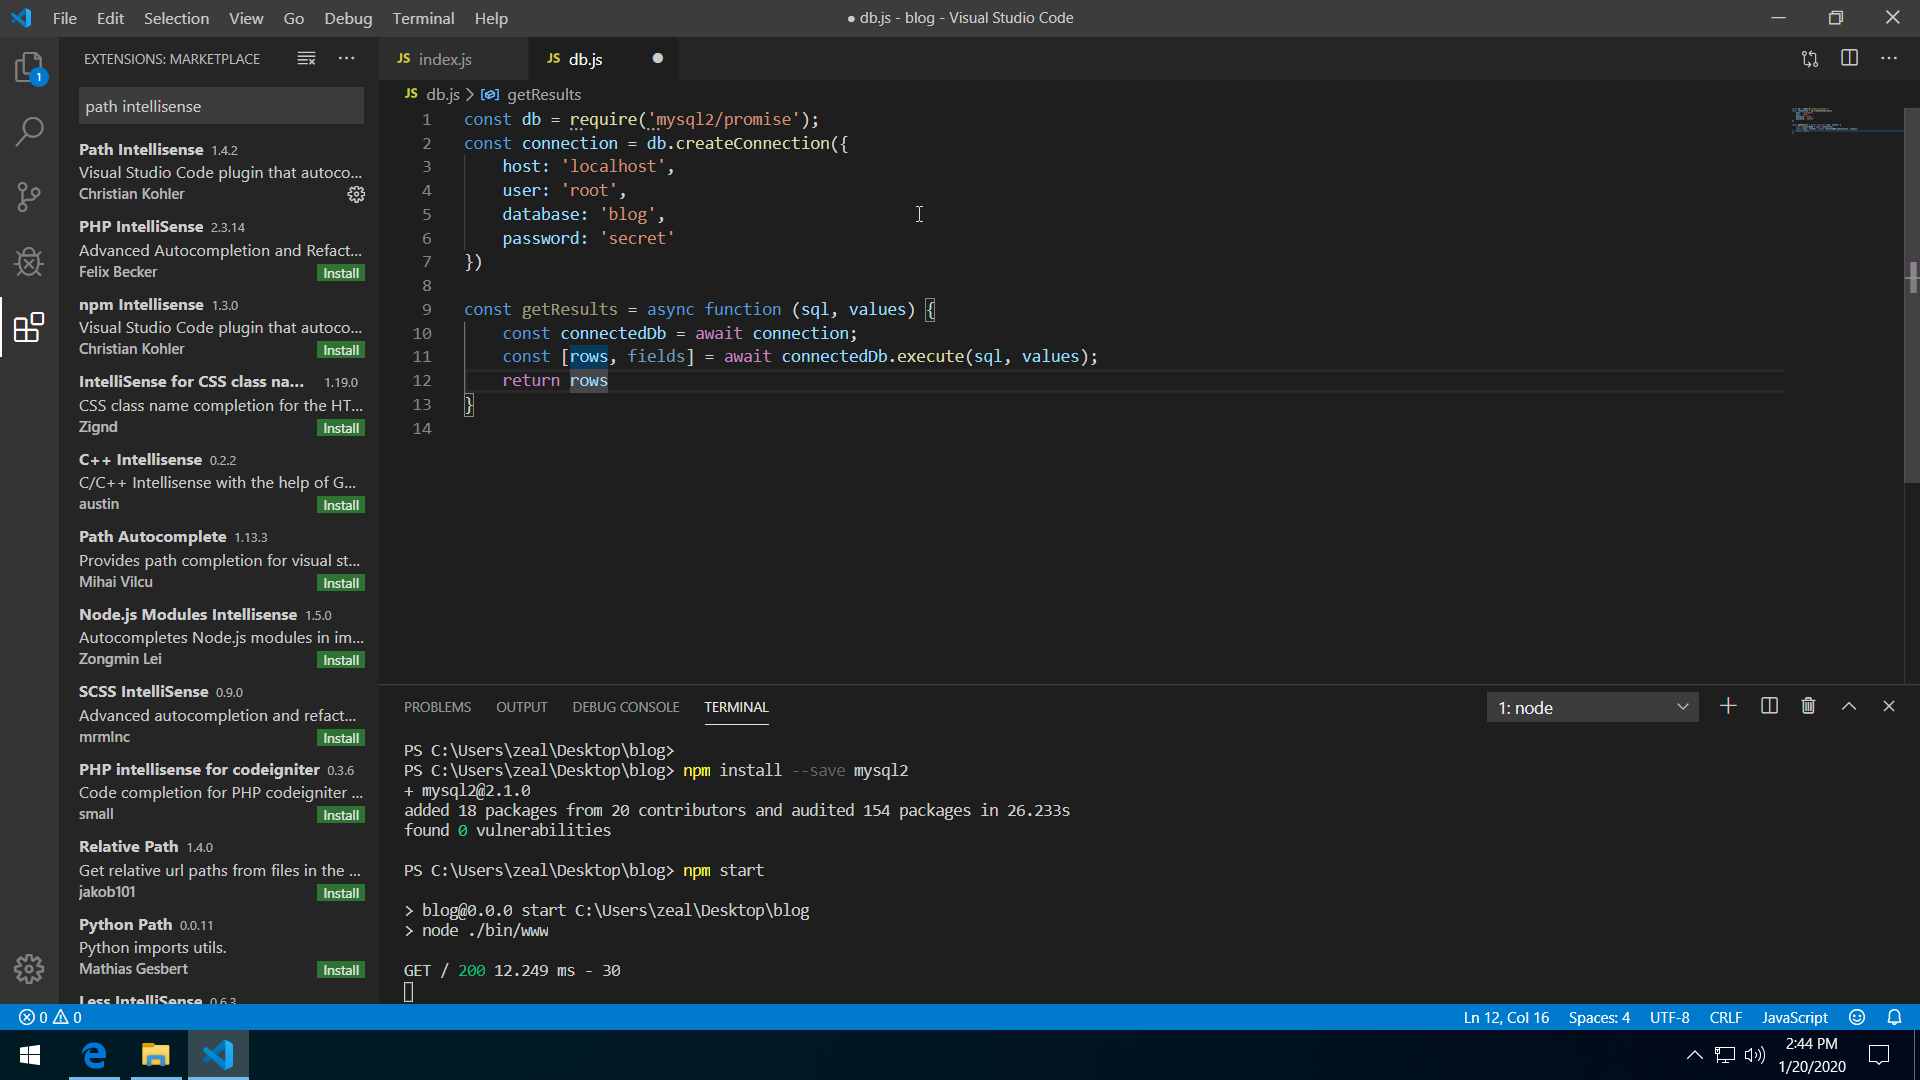 File Edit Selection View Go Debug Terminal Help
● db.js - blog - Visual Studio Code
EXTENSIONS: MARKETPLACE
path intellisense
Path Intellisense 1.4.2
Visual Studio Code plugin that autoco...
Christian Kohler
PHP IntelliSense 2.3.14
Advanced Autocompletion and Refact...
Felix Becker Install
npm Intellisense 1.3.0
Visual Studio Code plugin that autoco...
Christian Kohler Install
IntelliSense for CSS class na... 1.19.0
CSS class name completion for the HT...
Zignd Install
C++ Intellisense 0.2.2
C/C++ Intellisense with the help of G...
austin Install
Path Autocomplete 1.13.3
Provides path completion for visual st...
Mihai Vilcu Install
Node.js Modules Intellisense 1.5.0
Autocompletes Node.js modules in im...
Zongmin Lei Install
SCSS IntelliSense 0.9.0
Advanced autocompletion and refact...
mrmlnc Install
PHP intellisense for codeigniter 0.3.6
Code completion for PHP codeigniter ...
small Install
Relative Path 1.4.0
Get relative url paths from files in the ...
jakob101 Install
Python Path 0.0.11
Python imports utils.
Mathias Gesbert Install
Less IntelliSense 0.6.3
1
JS index.js
JS db.js
JS db.js > getResults
1 const db = require('mysql2/promise');
2 const connection = db.createConnection({
3 host: 'localhost',
4 user: 'root',
5 database: 'blog',
6 password: 'secret'
7 })
8
9 const getResults = async function (sql, values) {
10 const connectedDb = await connection;
11 const [rows, fields] = await connectedDb.execute(sql, values);
12 return rows
13 }
14
PROBLEMS OUTPUT DEBUG CONSOLE TERMINAL
1: node
PS C:\Users\zeal\Desktop\blog>
PS C:\Users\zeal\Desktop\blog> npm install --save mysql2
+ mysql2@2.1.0
added 18 packages from 20 contributors and audited 154 packages in 26.233s
found 0 vulnerabilities
PS C:\Users\zeal\Desktop\blog> npm start
> blog@0.0.0 start C:\Users\zeal\Desktop\blog
> node ./bin/www
GET / 200 12.249 ms - 30
0 0
Ln 12, Col 16 Spaces: 4 UTF-8 CRLF JavaScript
2:44 PM
1/20/2020